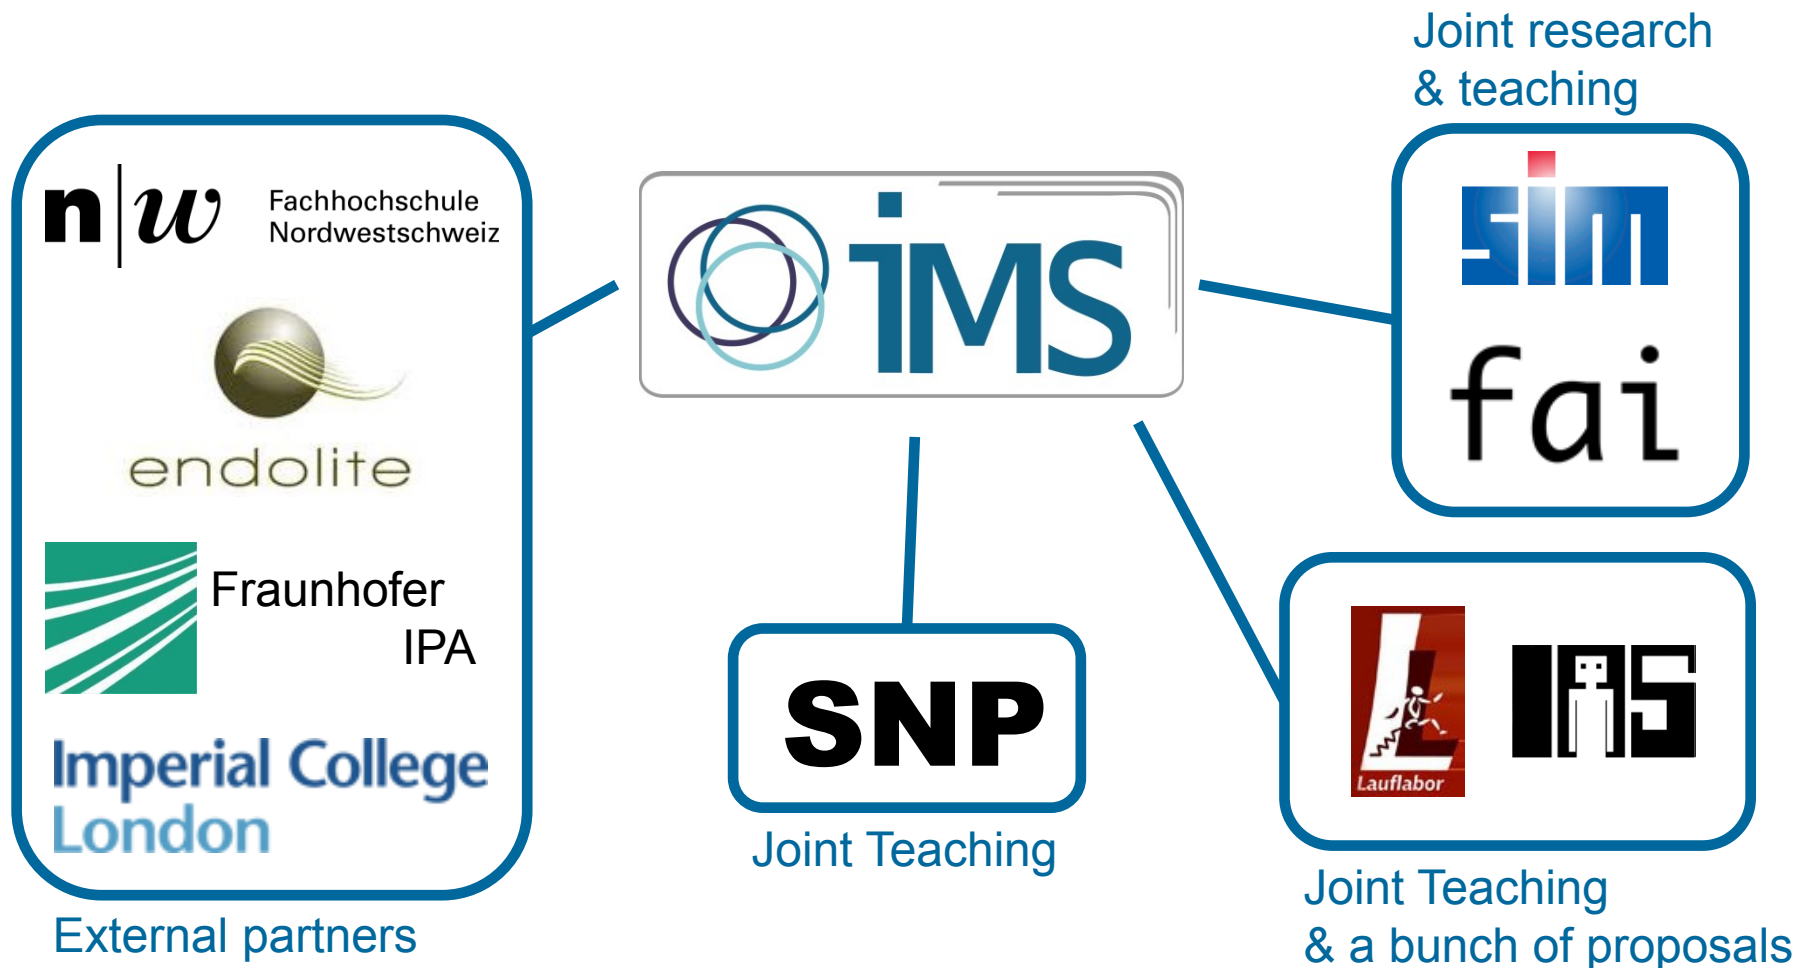 Joint research
& teaching
n|w
Fachhochschule
Nordwestschweiz
endolite
Fraunhofer
IPA
Imperial College
London
External partners
iMS
SNP
Joint Teaching
sim
fai
L
Lauflabor
IAS
Joint Teaching
& a bunch of proposals